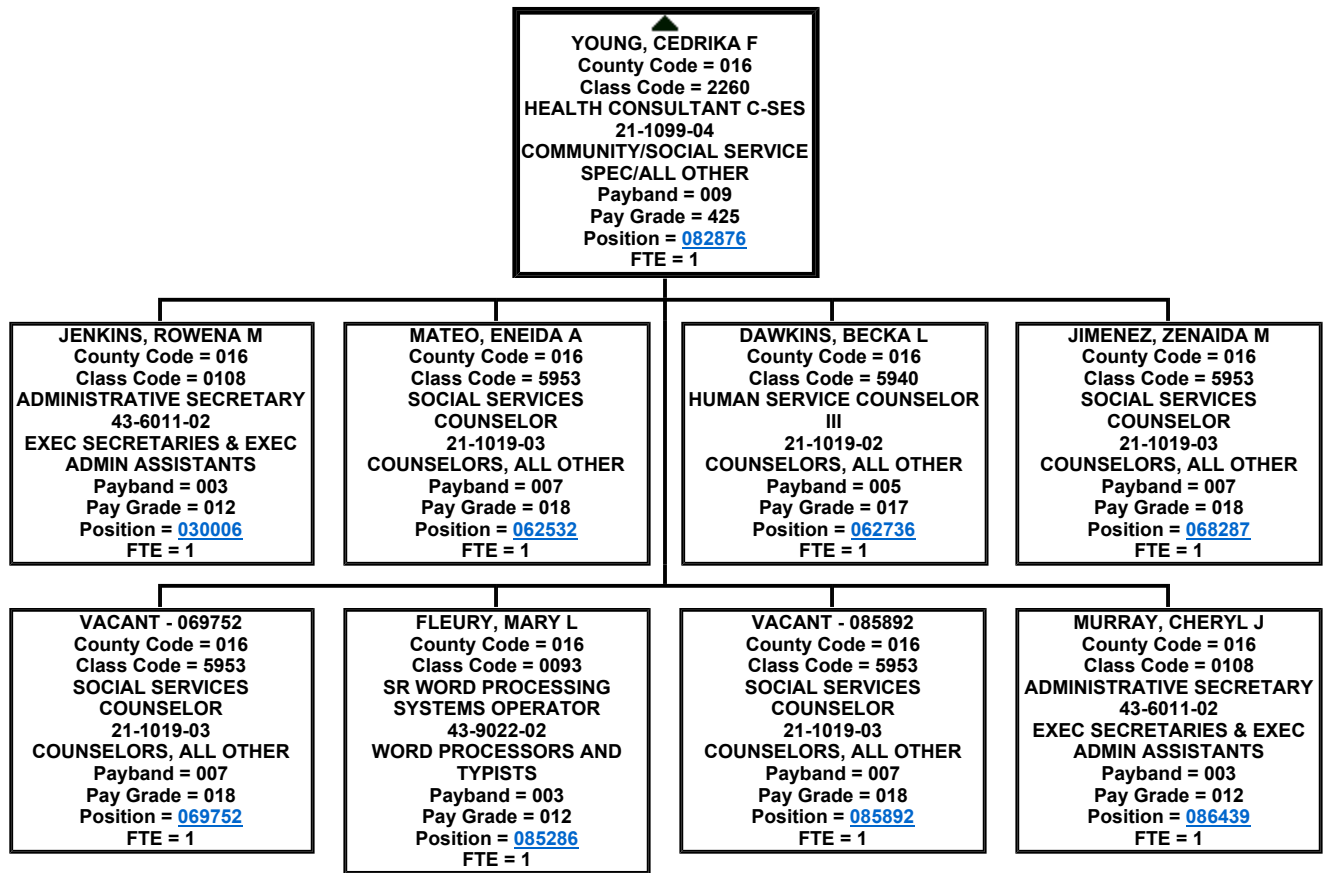 YOUNG, CEDRIKA F
County Code = 016
Class Code = 2260
HEALTH CONSULTANT C-SES
21-1099-04
COMMUNITY/SOCIAL SERVICE
SPEC/ALL OTHER
Payband = 009
Pay Grade = 425
Position = 082876
FTE = 1
JENKINS, ROWENA M
County Code = 016
Class Code = 0108
ADMINISTRATIVE SECRETARY
43-6011-02
EXEC SECRETARIES & EXEC
ADMIN ASSISTANTS
Payband = 003
Pay Grade = 012
Position = 030006
FTE = 1
MATEO, ENEIDA A
County Code = 016
Class Code = 5953
SOCIAL SERVICES
COUNSELOR
21-1019-03
COUNSELORS, ALL OTHER
Payband = 007
Pay Grade = 018
Position = 062532
FTE = 1
DAWKINS, BECKA L
County Code = 016
Class Code = 5940
HUMAN SERVICE COUNSELOR
III
21-1019-02
COUNSELORS, ALL OTHER
Payband = 005
Pay Grade = 017
Position = 062736
FTE = 1
JIMENEZ, ZENAIDA M
County Code = 016
Class Code = 5953
SOCIAL SERVICES
COUNSELOR
21-1019-03
COUNSELORS, ALL OTHER
Payband = 007
Pay Grade = 018
Position = 068287
FTE = 1
VACANT - 069752
County Code = 016
Class Code = 5953
SOCIAL SERVICES
COUNSELOR
21-1019-03
COUNSELORS, ALL OTHER
Payband = 007
Pay Grade = 018
Position = 069752
FTE = 1
FLEURY, MARY L
County Code = 016
Class Code = 0093
SR WORD PROCESSING
SYSTEMS OPERATOR
43-9022-02
WORD PROCESSORS AND
TYPISTS
Payband = 003
Pay Grade = 012
Position = 085286
FTE = 1
VACANT - 085892
County Code = 016
Class Code = 5953
SOCIAL SERVICES
COUNSELOR
21-1019-03
COUNSELORS, ALL OTHER
Payband = 007
Pay Grade = 018
Position = 085892
FTE = 1
MURRAY, CHERYL J
County Code = 016
Class Code = 0108
ADMINISTRATIVE SECRETARY
43-6011-02
EXEC SECRETARIES & EXEC
ADMIN ASSISTANTS
Payband = 003
Pay Grade = 012
Position = 086439
FTE = 1